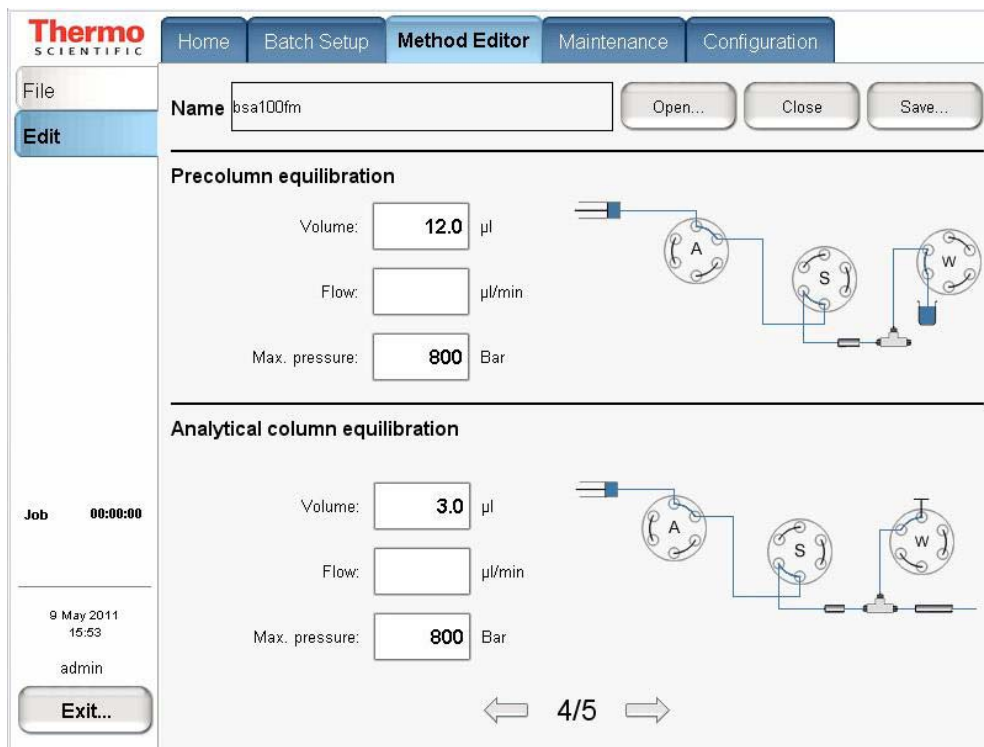 Thermo
SCIENTIFIC
Home Batch Setup Method Editor Maintenance Configuration
File
Edit
Name bsa100fm Open... Close Save...
Precolumn equilibration
Volume: 12.0 µl
Flow: µl/min
Max. pressure: 800 Bar
A
S
W
Analytical column equilibration
Volume: 3.0 µl
Flow: µl/min
Max. pressure: 800 Bar
A
S
W
Job 00:00:00
9 May 2011
15:53
admin
Exit...
4/5